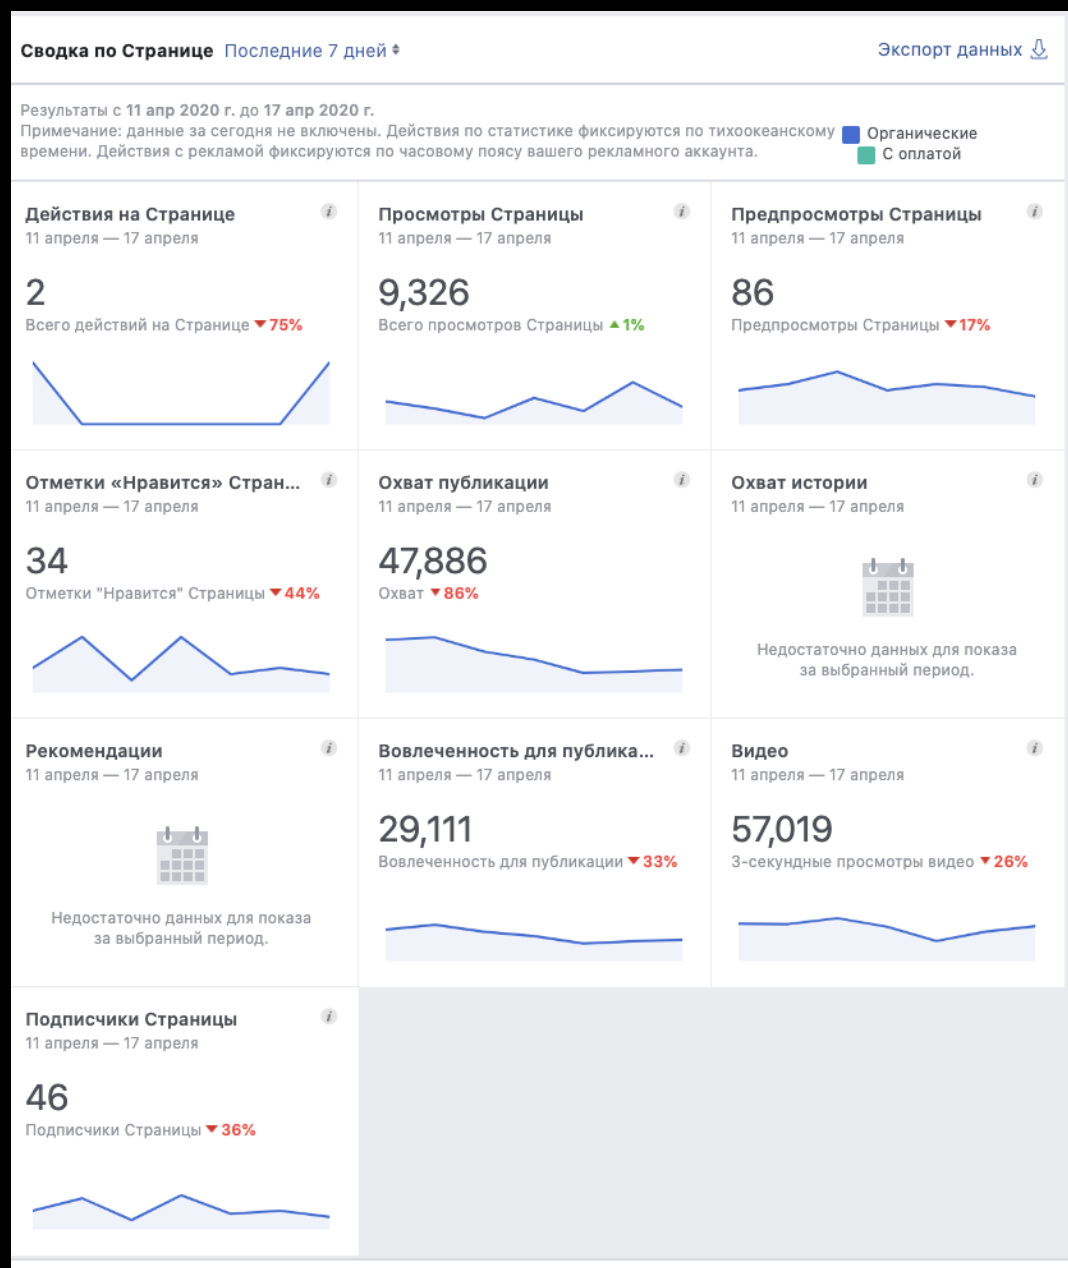 Сводка по Странице Последние 7 дней
Экспорт данных
Результаты с 11 апр 2020 г. до 17 апр 2020 г.
Примечание: данные за сегодня не включены. Действия по статистике фиксируются по тихоокеанскому
времени. Действия с рекламой фиксируются по часовому поясу вашего рекламного аккаунта.
Органические
С оплатой
Действия на Странице
11 апреля — 17 апреля
2
Всего действий на Странице 75%
Просмотры Страницы
11 апреля — 17 апреля
9,326
Всего просмотров Страницы 1%
Предпросмотры Страницы
11 апреля — 17 апреля
86
Предпросмотры Страницы 17%
Отметки «Нравится» Стран...
11 апреля — 17 апреля
34
Отметки "Нравится" Страницы 44%
Охват публикации
11 апреля — 17 апреля
47,886
Охват 86%
Охват истории
11 апреля — 17 апреля
Недостаточно данных для показа
за выбранный период.
Рекомендации
11 апреля — 17 апреля
Недостаточно данных для показа
за выбранный период.
Вовлеченность для публика...
11 апреля — 17 апреля
29,111
Вовлеченность для публикации 33%
Видео
11 апреля — 17 апреля
57,019
3-секундные просмотры видео 26%
Подписчики Страницы
11 апреля — 17 апреля
46
Подписчики Страницы 36%